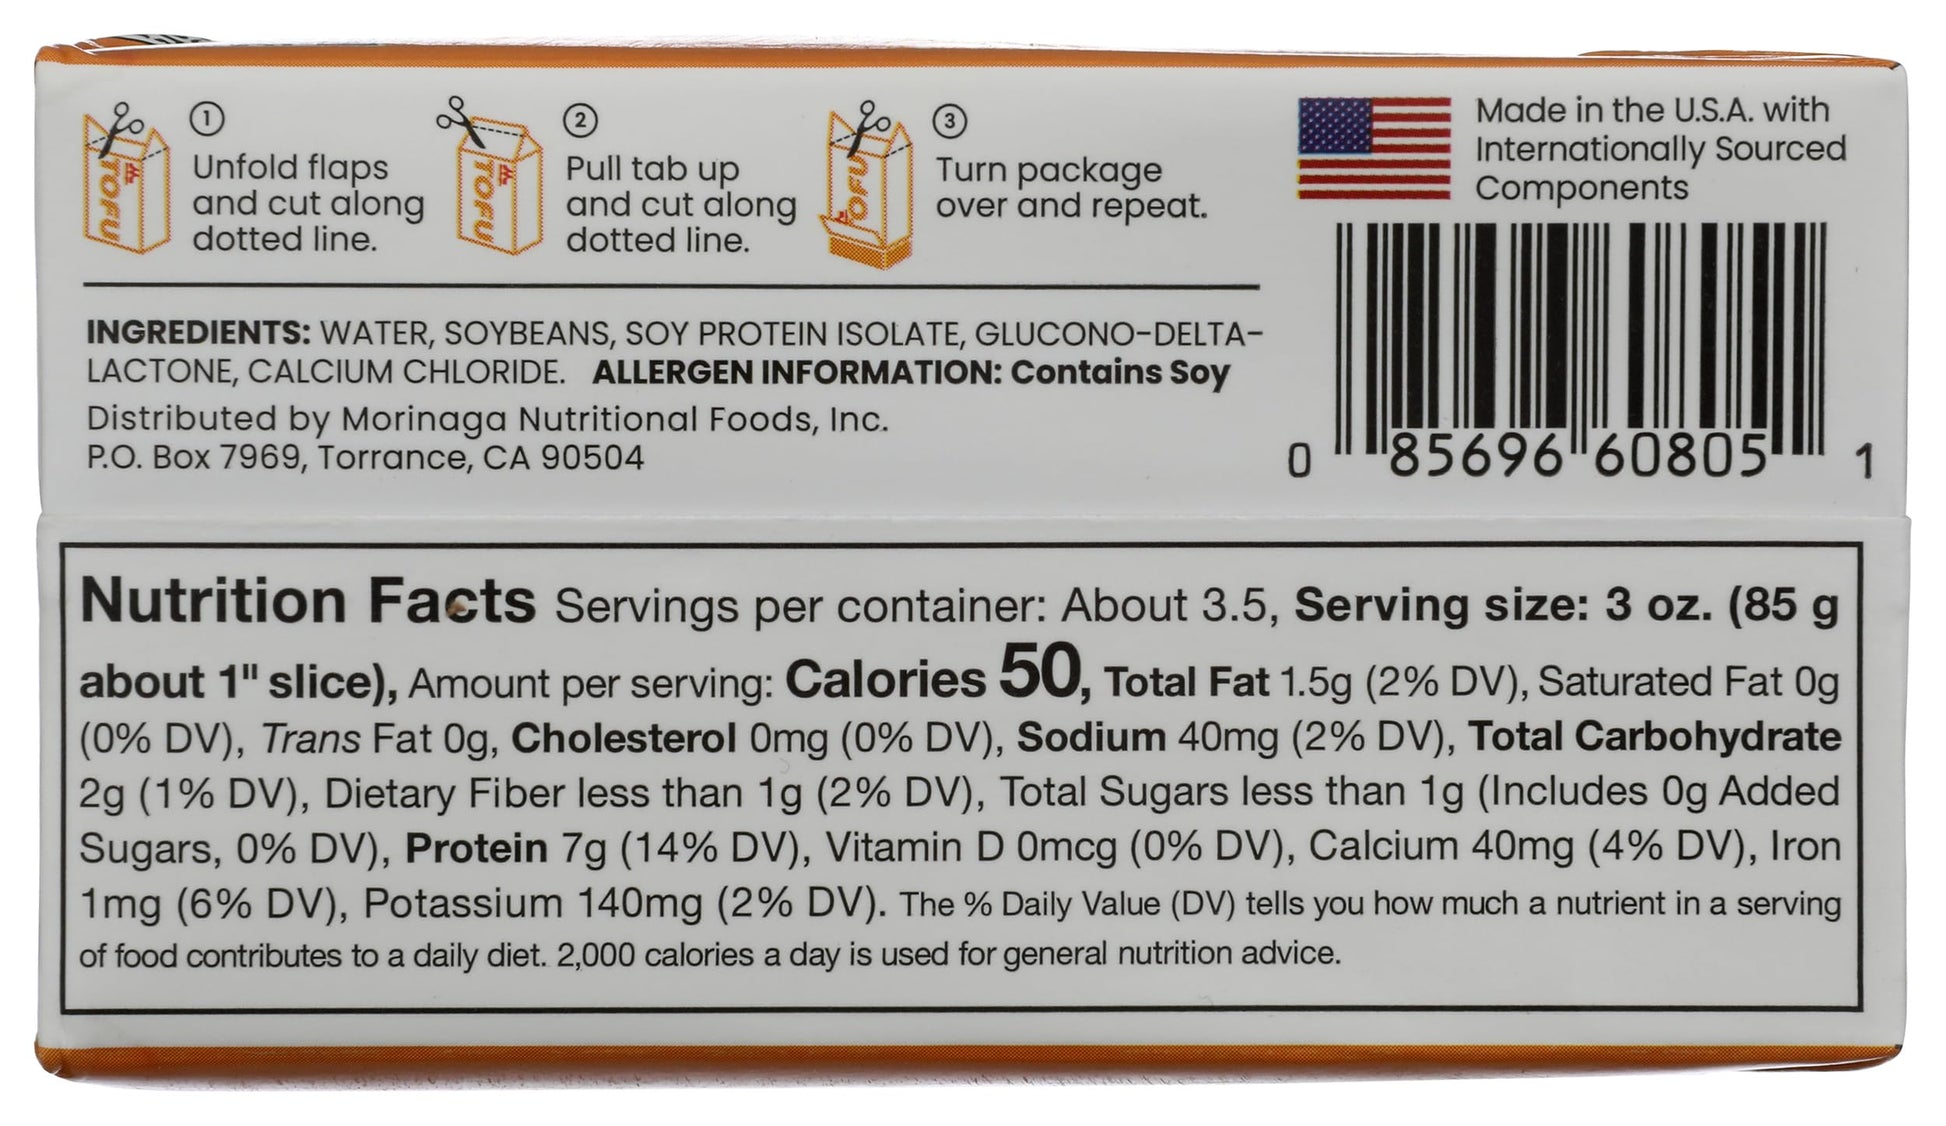 1
Unfold flaps
and cut along
dotted line.
TOFU
2
Pull tab up
and cut along
dotted line.
TOFU
3
Turn package
over and repeat.
OFU
Made in the U.S.A. with
Internationally Sourced
Components
INGREDIENTS: WATER, SOYBEANS, SOY PROTEIN ISOLATE, GLUCONO-DELTA-
LACTONE, CALCIUM CHLORIDE. ALLERGEN INFORMATION: Contains Soy
Distributed by Morinaga Nutritional Foods, Inc.
P.O. Box 7969, Torrance, CA 90504
0 85696 60805 1
Nutrition Facts Servings per container: About 3.5, Serving size: 3 oz. (85 g
about 1" slice), Amount per serving: Calories 50, Total Fat 1.5g (2% DV), Saturated Fat 0g
(0% DV), Trans Fat 0g, Cholesterol 0mg (0% DV), Sodium 40mg (2% DV), Total Carbohydrate
2g (1% DV), Dietary Fiber less than 1g (2% DV), Total Sugars less than 1g (Includes 0g Added
Sugars, 0% DV), Protein 7g (14% DV), Vitamin D 0mcg (0% DV), Calcium 40mg (4% DV), Iron
1mg (6% DV), Potassium 140mg (2% DV). The % Daily Value (DV) tells you how much a nutrient in a serving
of food contributes to a daily diet. 2,000 calories a day is used for general nutrition advice.